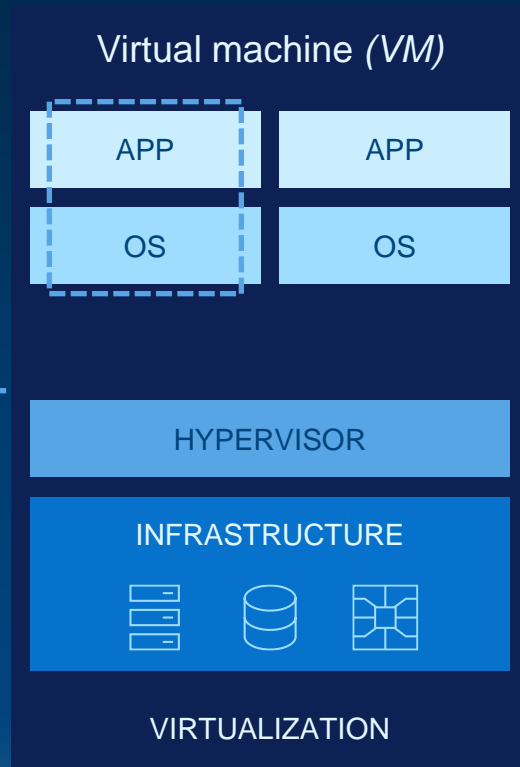 Virtual machine (VM)
APP APP
OS OS
HYPERVISOR
INFRASTRUCTURE
VIRTUALIZATION